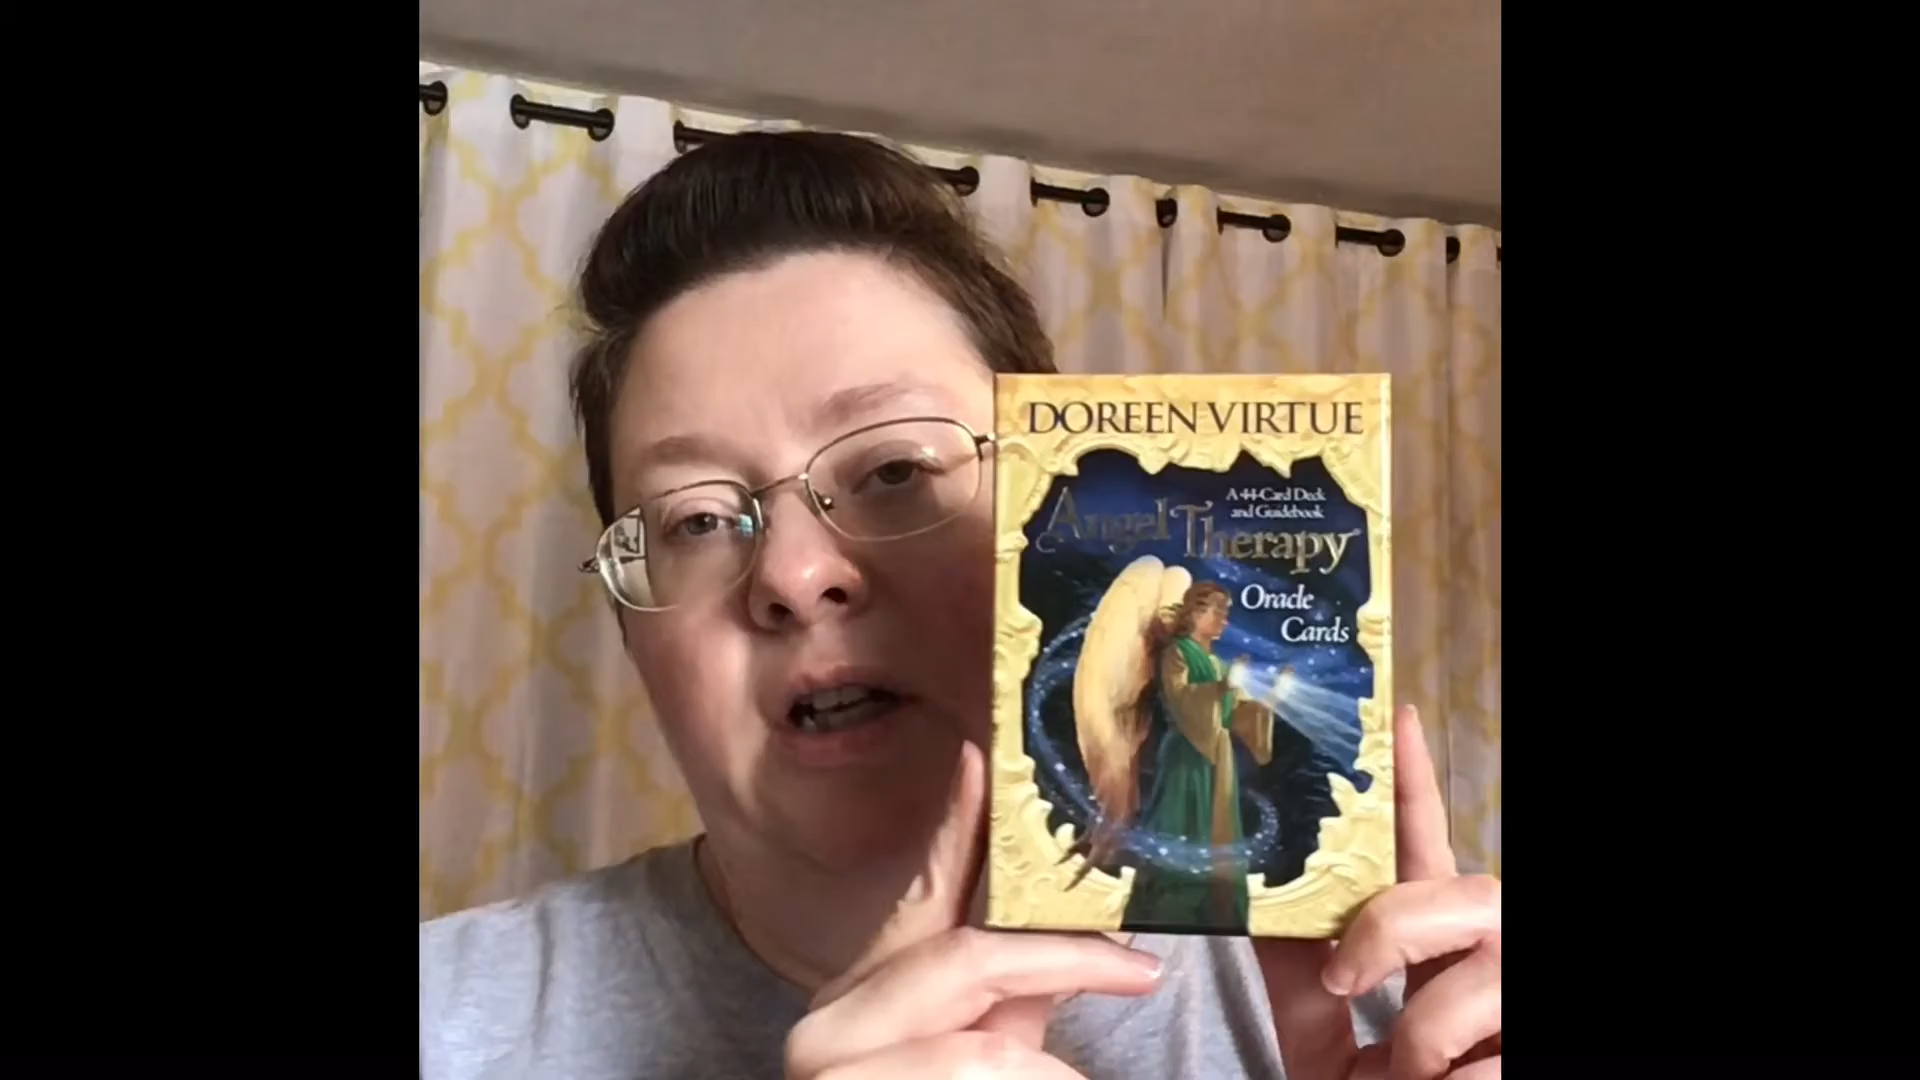 DOREEN VIRTUE
A 44-Card Deck
and Guidebook
Angel Therapy
Oracle
Cards